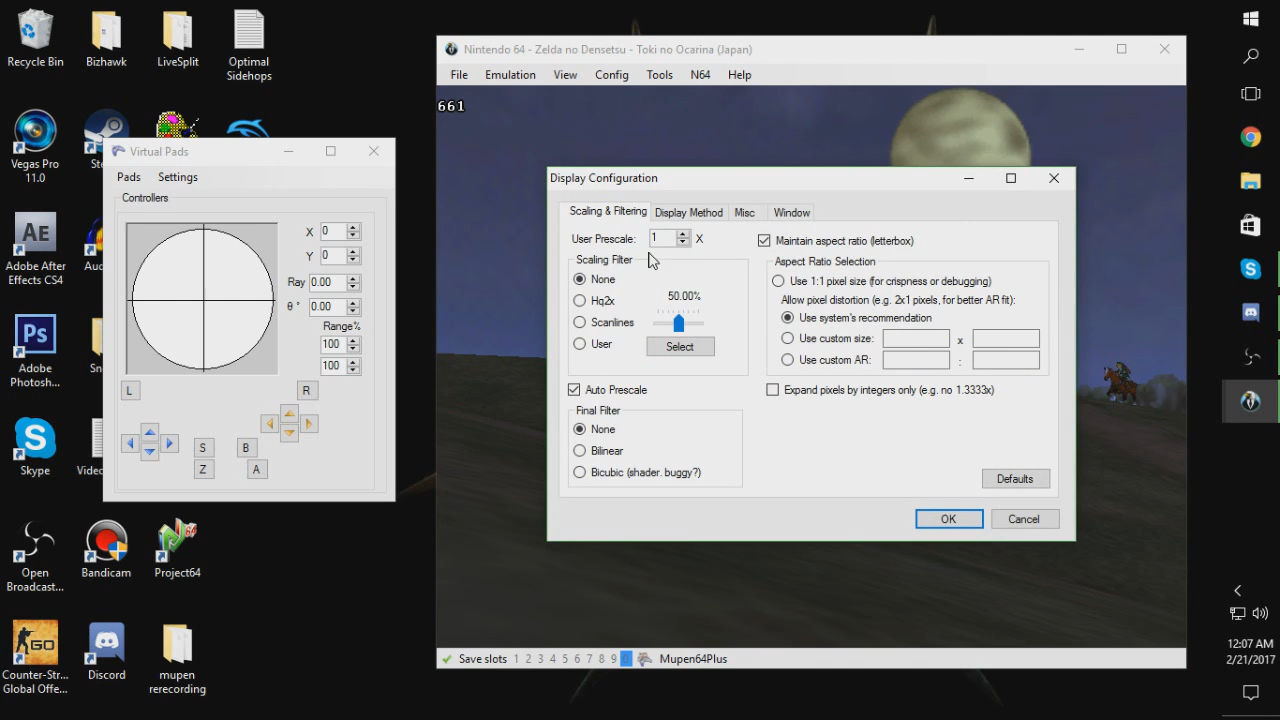 Recycle Bin
Bizhawk
LiveSplit
Optimal
Sidehops
Vegas Pro
11.0
Adobe After
Effects CS4
Adobe
Photosh...
Skype
Open
Broadcast...
Bandicam
Project64
Counter-Str...
Global Offe...
Discord
mupen
rerecording
Virtual Pads
Pads Settings
Controllers
X 0
Y 0
Ray 0.00
θ ° 0.00
Range%
100
100
L R
S B
Z A
Nintendo 64 - Zelda no Densetsu - Toki no Ocarina (Japan)
File Emulation View Config Tools N64 Help
661
Display Configuration
Scaling & Filtering Display Method Misc Window
User Prescale: 1 X
Scaling Filter
None
Hq2x
Scanlines
User
50.00%
Select
Auto Prescale
Final Filter
None
Bilinear
Bicubic (shader. buggy?)
Maintain aspect ratio (letterbox)
Aspect Ratio Selection
Use 1:1 pixel size (for crispness or debugging)
Allow pixel distortion (e.g. 2x1 pixels, for better AR fit):
Use system's recommendation
Use custom size: x
Use custom AR: :
Expand pixels by integers only (e.g. no 1.3333x)
Defaults
OK Cancel
Save slots 1 2 3 4 5 6 7 8 9 0 Mupen64Plus
12:07 AM
2/21/2017